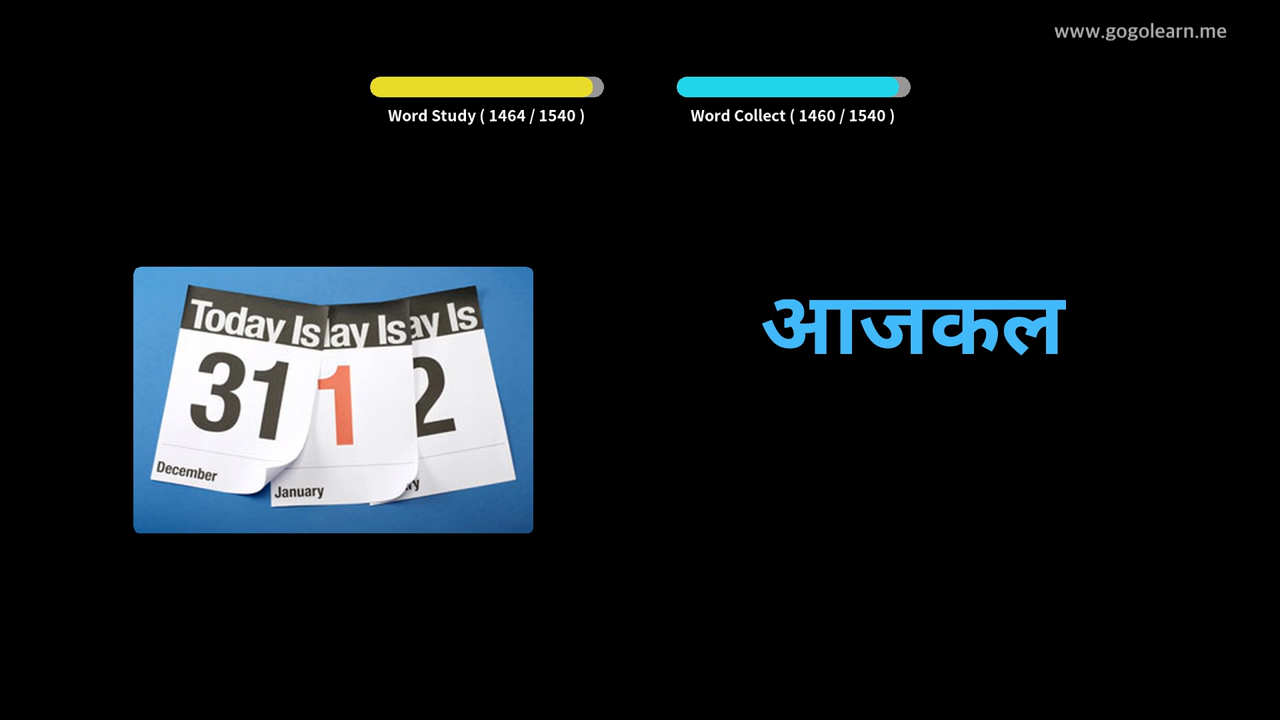 www.gogolearn.me
Word Study ( 1464 / 1540 )
Word Collect ( 1460 / 1540 )
आजकल
Today Is
31
December
ay Is
1
January
ay Is
2
ry